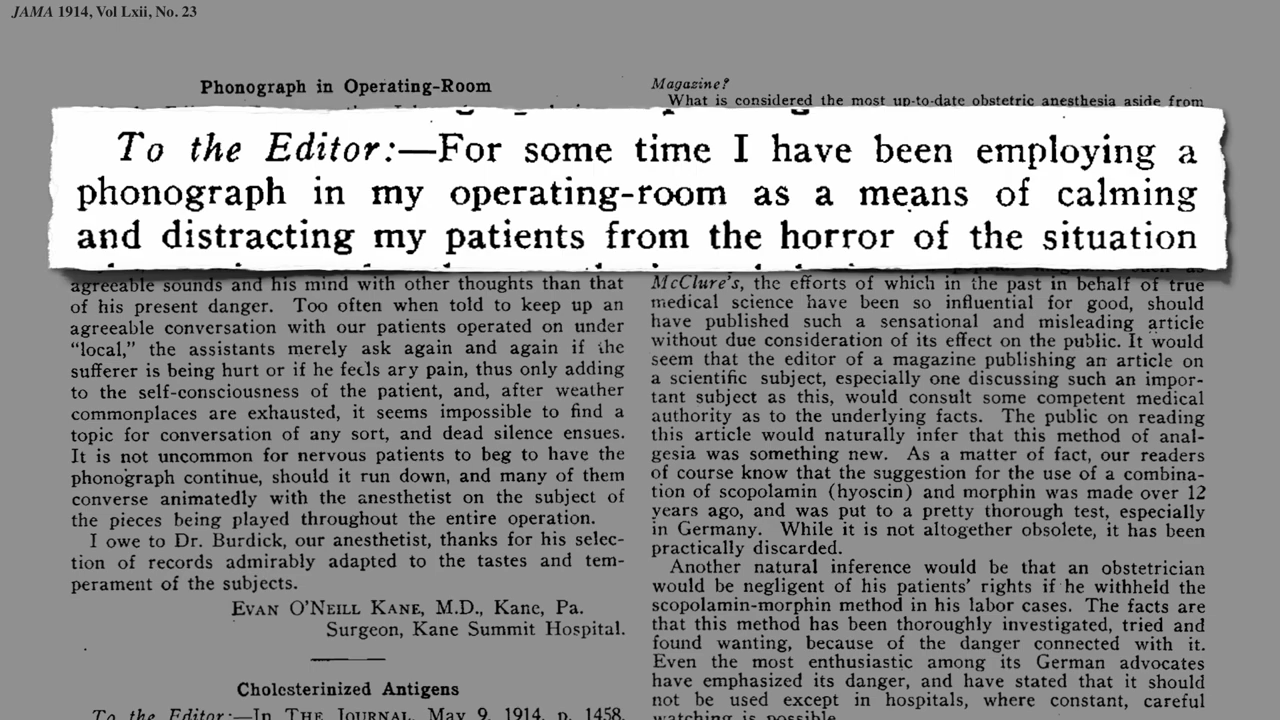 JAMA 1914, Vol Lxii, No. 23
Phonograph in Operating-Room
To the Editor:—For some time I have been employing a
phonograph in my operating-room as a means of calming
and distracting my patients from the horror of the situation
agreeable sounds and his mind with other thoughts than that
of his present danger. Too often when told to keep up an
agreeable conversation with our patients operated on under
“local,” the assistants merely ask again and again if the
sufferer is being hurt or if he feels ary pain, thus only adding
to the self-consciousness of the patient, and, after weather
commonplaces are exhausted, it seems impossible to find a
topic for conversation of any sort, and dead silence ensues.
It is not uncommon for nervous patients to beg to have the
phonograph continue, should it run down, and many of them
converse animatedly with the anesthetist on the subject of
the pieces being played throughout the entire operation.
I owe to Dr. Burdick, our anesthetist, thanks for his selec-
tion of records admirably adapted to the tastes and tem-
perament of the subjects.
EVAN O'NEILL KANE, M.D., Kane, Pa.
Surgeon, Kane Summit Hospital.
Cholesterinized Antigens
To the Editor:—In THE JOURNAL, May 9, 1914, p. 1458,
Magazine?
What is considered the most up-to-date obstetric anesthesia aside from
McClure's, the efforts of which in the past in behalf of true
medical science have been so influential for good, should
have published such a sensational and misleading article
without due consideration of its effect on the public. It would
seem that the editor of a magazine publishing an article on
a scientific subject, especially one discussing such an impor-
tant subject as this, would consult some competent medical
authority as to the underlying facts. The public on reading
this article would naturally infer that this method of anal-
gesia was something new. As a matter of fact, our readers
of course know that the suggestion for the use of a combina-
tion of scopolamin (hyoscin) and morphin was made over 12
years ago, and was put to a pretty thorough test, especially
in Germany. While it is not altogether obsolete, it has been
practically discarded.
Another natural inference would be that an obstetrician
would be negligent of his patients' rights if he withheld the
scopolamin-morphin method in his labor cases. The facts are
that this method has been thoroughly investigated, tried and
found wanting, because of the danger connected with it.
Even the most enthusiastic among its German advocates
have emphasized its danger, and have stated that it should
not be used except in hospitals, where constant, careful
watching is possible.